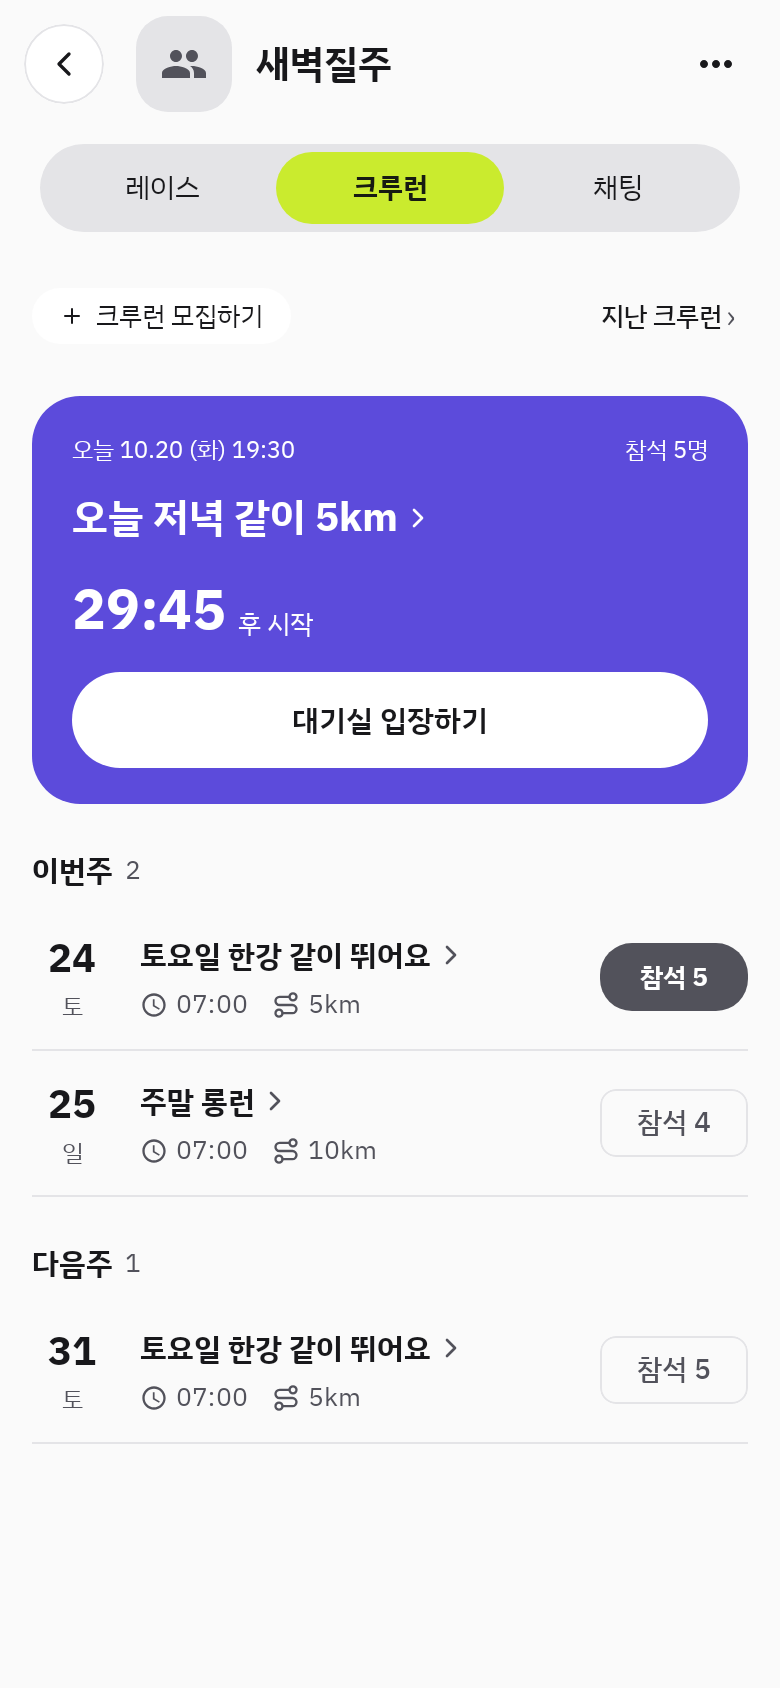 새벽질주
레이스
크루런
채팅
+ 크루런 모집하기
지난 크루런 ›
오늘 10.20 (화) 19:30
참석 5명
오늘 저녁 같이 5km
29:45 후 시작
대기실 입장하기
이번주 2
24
토
토요일 한강 같이 뛰어요
07:00
5km
참석 5
25
일
주말 롱런
07:00
10km
참석 4
다음주 1
31
토
토요일 한강 같이 뛰어요
07:00
5km
참석 5